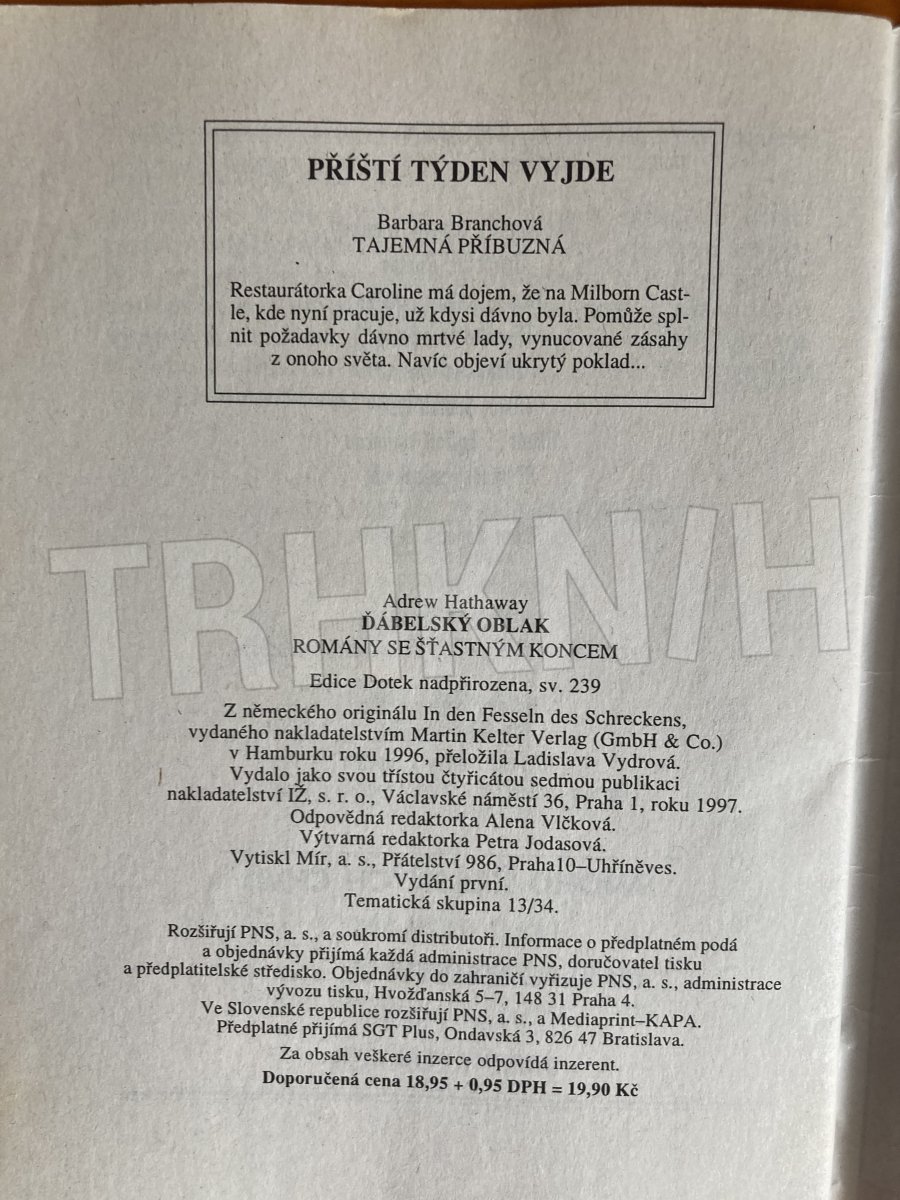 PŘÍŠTÍ TÝDEN VYJDE
Barbara Branchová
TAJEMNÁ PŘÍBUZNÁ
Restaurátorka Caroline má dojem, že na Milborn Cast-
le, kde nyní pracuje, už kdysi dávno byla. Pomůže spl-
nit požadavky dávno mrtvé lady, vynucované zásahy
z onoho světa. Navíc objeví ukrytý poklad...
TRHKNIH
Adrew Hathaway
ĎÁBELSKÝ OBLAK
ROMÁNY SE ŠŤASTNÝM KONCEM
Edice Dotek nadpřirozena, sv. 239
Z německého originálu In den Fesseln des Schreckens,
vydaného nakladatelstvím Martin Kelter Verlag (GmbH & Co.)
v Hamburku roku 1996, přeložila Ladislava Vydrová.
Vydalo jako svou třístou čtyřicátou sedmou publikaci
nakladatelství IŽ, s. r. o., Václavské náměstí 36, Praha 1, roku 1997.
Odpovědná redaktorka Alena Vlčková.
Výtvarná redaktorka Petra Jodasová.
Vytiskl Mír, a. s., Přátelství 986, Praha10–Uhříněves.
Vydání první.
Tematická skupina 13/34.
Rozšiřují PNS, a. s., a soukromí distributoři. Informace o předplatném podá
a objednávky přijímá každá administrace PNS, doručovatel tisku
a předplatitelské středisko. Objednávky do zahraničí vyřizuje PNS, a. s., administrace
vývozu tisku, Hvožďanská 5–7, 148 31 Praha 4.
Ve Slovenské republice rozšiřují PNS, a. s., a Mediaprint–KAPA.
Předplatné přijímá SGT Plus, Ondavská 3, 826 47 Bratislava.
Za obsah veškeré inzerce odpovídá inzerent.
Doporučená cena 18,95 + 0,95 DPH = 19,90 Kč